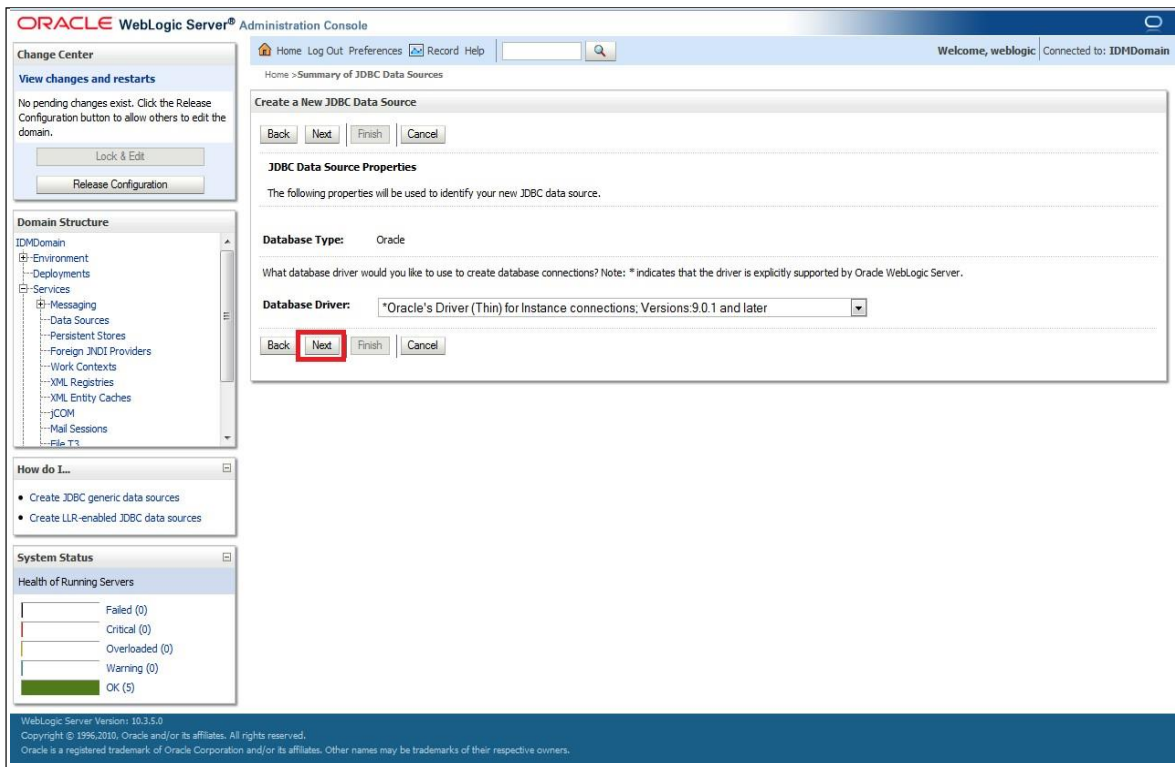 ORACLE WebLogic Server® Administration Console
Change Center
View changes and restarts
No pending changes exist. Click the Release
Configuration button to allow others to edit the
domain.
Lock & Edit
Release Configuration
Domain Structure
IDMDomain
Environment
Deployments
Services
Messaging
Data Sources
Persistent Stores
Foreign JNDI Providers
Work Contexts
XML Registries
XML Entity Caches
jCOM
Mail Sessions
File T3
How do I...
Create JDBC generic data sources
Create LLR-enabled JDBC data sources
System Status
Health of Running Servers
Failed (0)
Critical (0)
Overloaded (0)
Warning (0)
OK (5)
Home Log Out Preferences Record Help
Welcome, weblogic Connected to: IDMDomain
Home >Summary of JDBC Data Sources
Create a New JDBC Data Source
Back Next Finish Cancel
JDBC Data Source Properties
The following properties will be used to identify your new JDBC data source.
Database Type: Oracle
What database driver would you like to use to create database connections? Note: * indicates that the driver is explicitly supported by Oracle WebLogic Server.
Database Driver: *Oracle's Driver (Thin) for Instance connections; Versions:9.0.1 and later
Back Next Finish Cancel
WebLogic Server Version: 10.3.5.0
Copyright © 1996,2010, Oracle and/or its affiliates. All rights reserved.
Oracle is a registered trademark of Oracle Corporation and/or its affiliates. Other names may be trademarks of their respective owners.